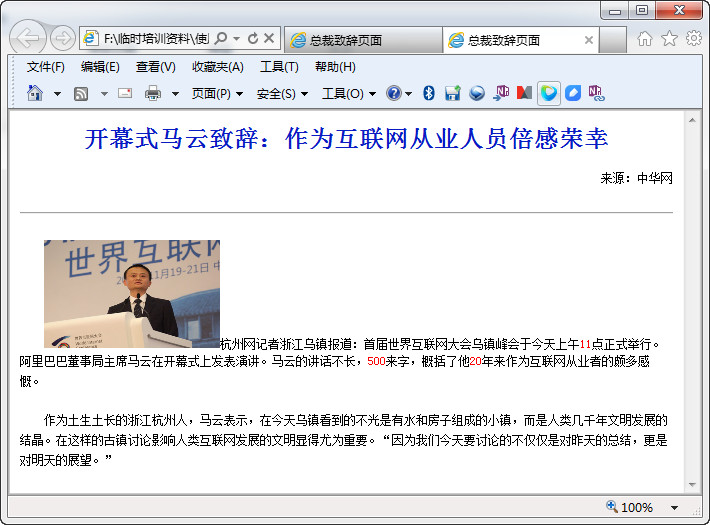 F:\临时培训资料\使
总裁致辞页面
总裁致辞页面
文件(F) 编辑(E) 查看(V) 收藏夹(A) 工具(T) 帮助(H)
页面(P) 安全(S) 工具(O)
开幕式马云致辞：作为互联网从业人员倍感荣幸
来源：中华网
世界互联网
11月19-21日 中
杭州网记者浙江乌镇报道：首届世界互联网大会乌镇峰会于今天上午11点正式举行。
阿里巴巴董事局主席马云在开幕式上发表演讲。马云的讲话不长，500来字，概括了他20年来作为互联网从业者的颇多感
慨。
作为土生土长的浙江杭州人，马云表示，在今天乌镇看到的不光是有水和房子组成的小镇，而是人类几千年文明发展的
结晶。在这样的古镇讨论影响人类互联网发展的文明显得尤为重要。“因为我们今天要讨论的不仅仅是对昨天的总结，更是
对明天的展望。”
100%